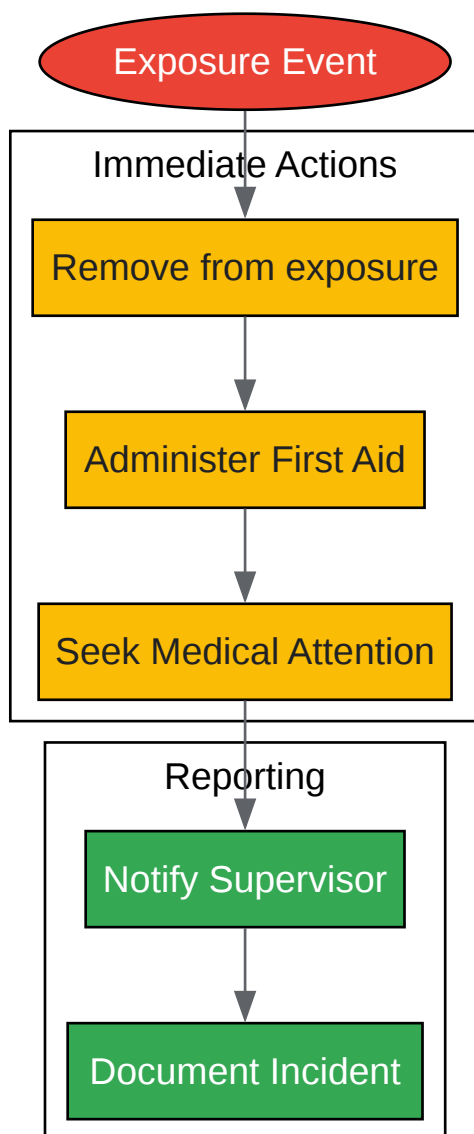 Exposure Event
Immediate Actions
Remove from exposure
Administer First Aid
Seek Medical Attention
Reporting
Notify Supervisor
Document Incident